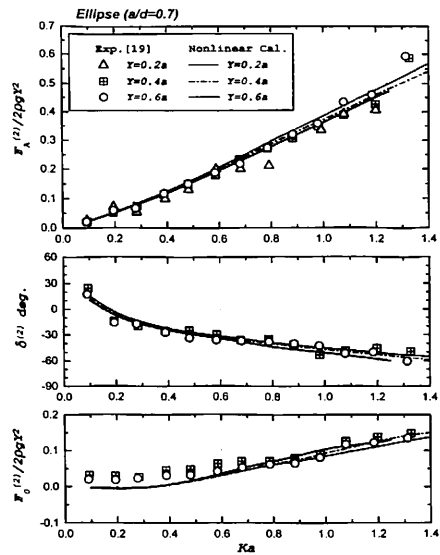 Ellipse (a/d=0.7)
0.7
0.6
0.5
0.4
0.3
0.2
0.1
0.0
F_A^(2)/2ρgY²
Exp.[19] Nonlinear Cal.
Y=0.2a Y=0.2a
Y=0.4a Y=0.4a
Y=0.6a Y=0.6a
0.0 0.2 0.4 0.6 0.8 1.0 1.2 1.4
60
30
0
-30
-60
-90
δ^(2) deg.
0.0 0.2 0.4 0.6 0.8 1.0 1.2 1.4
0.2
0.1
0.0
-0.1
F_0^(2)/2ρgY²
0.0 0.2 0.4 0.6 0.8 1.0 1.2 1.4
Ka